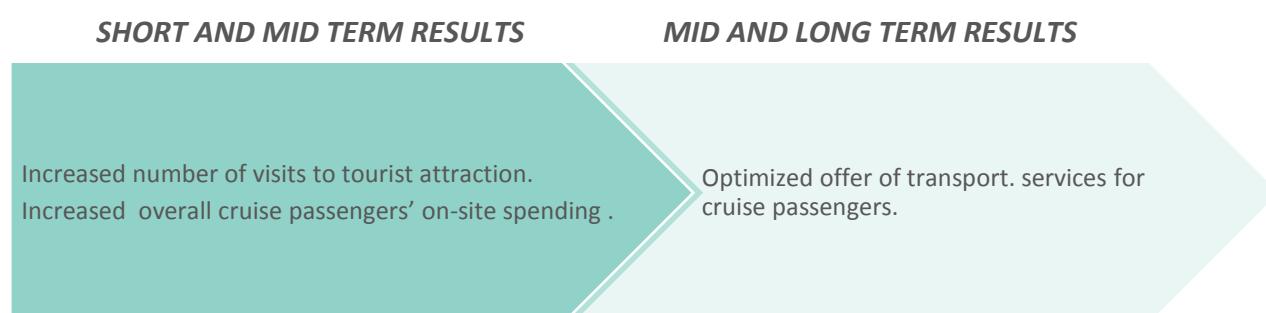 SHORT AND MID TERM RESULTS
MID AND LONG TERM RESULTS
Increased number of visits to tourist attraction.
Increased  overall cruise passengers’ on-site spending .
Optimized offer of transport. services for
cruise passengers.